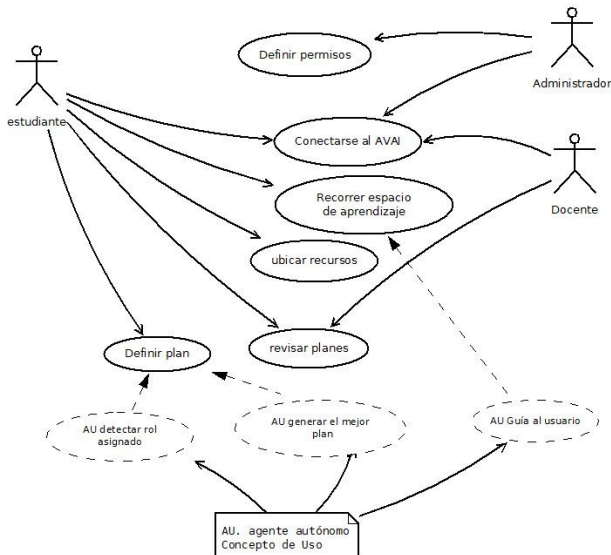 Definir permisos
Administrador
estudiante
Conectarse al AVAI
Recorrer espacio
de aprendizaje
Docente
ubicar recursos
Definir plan
revisar planes
AU detectar rol
asignado
AU generar el mejor
plan
AU Guía al usuario
AU. agente autónomo
Concepto de Uso